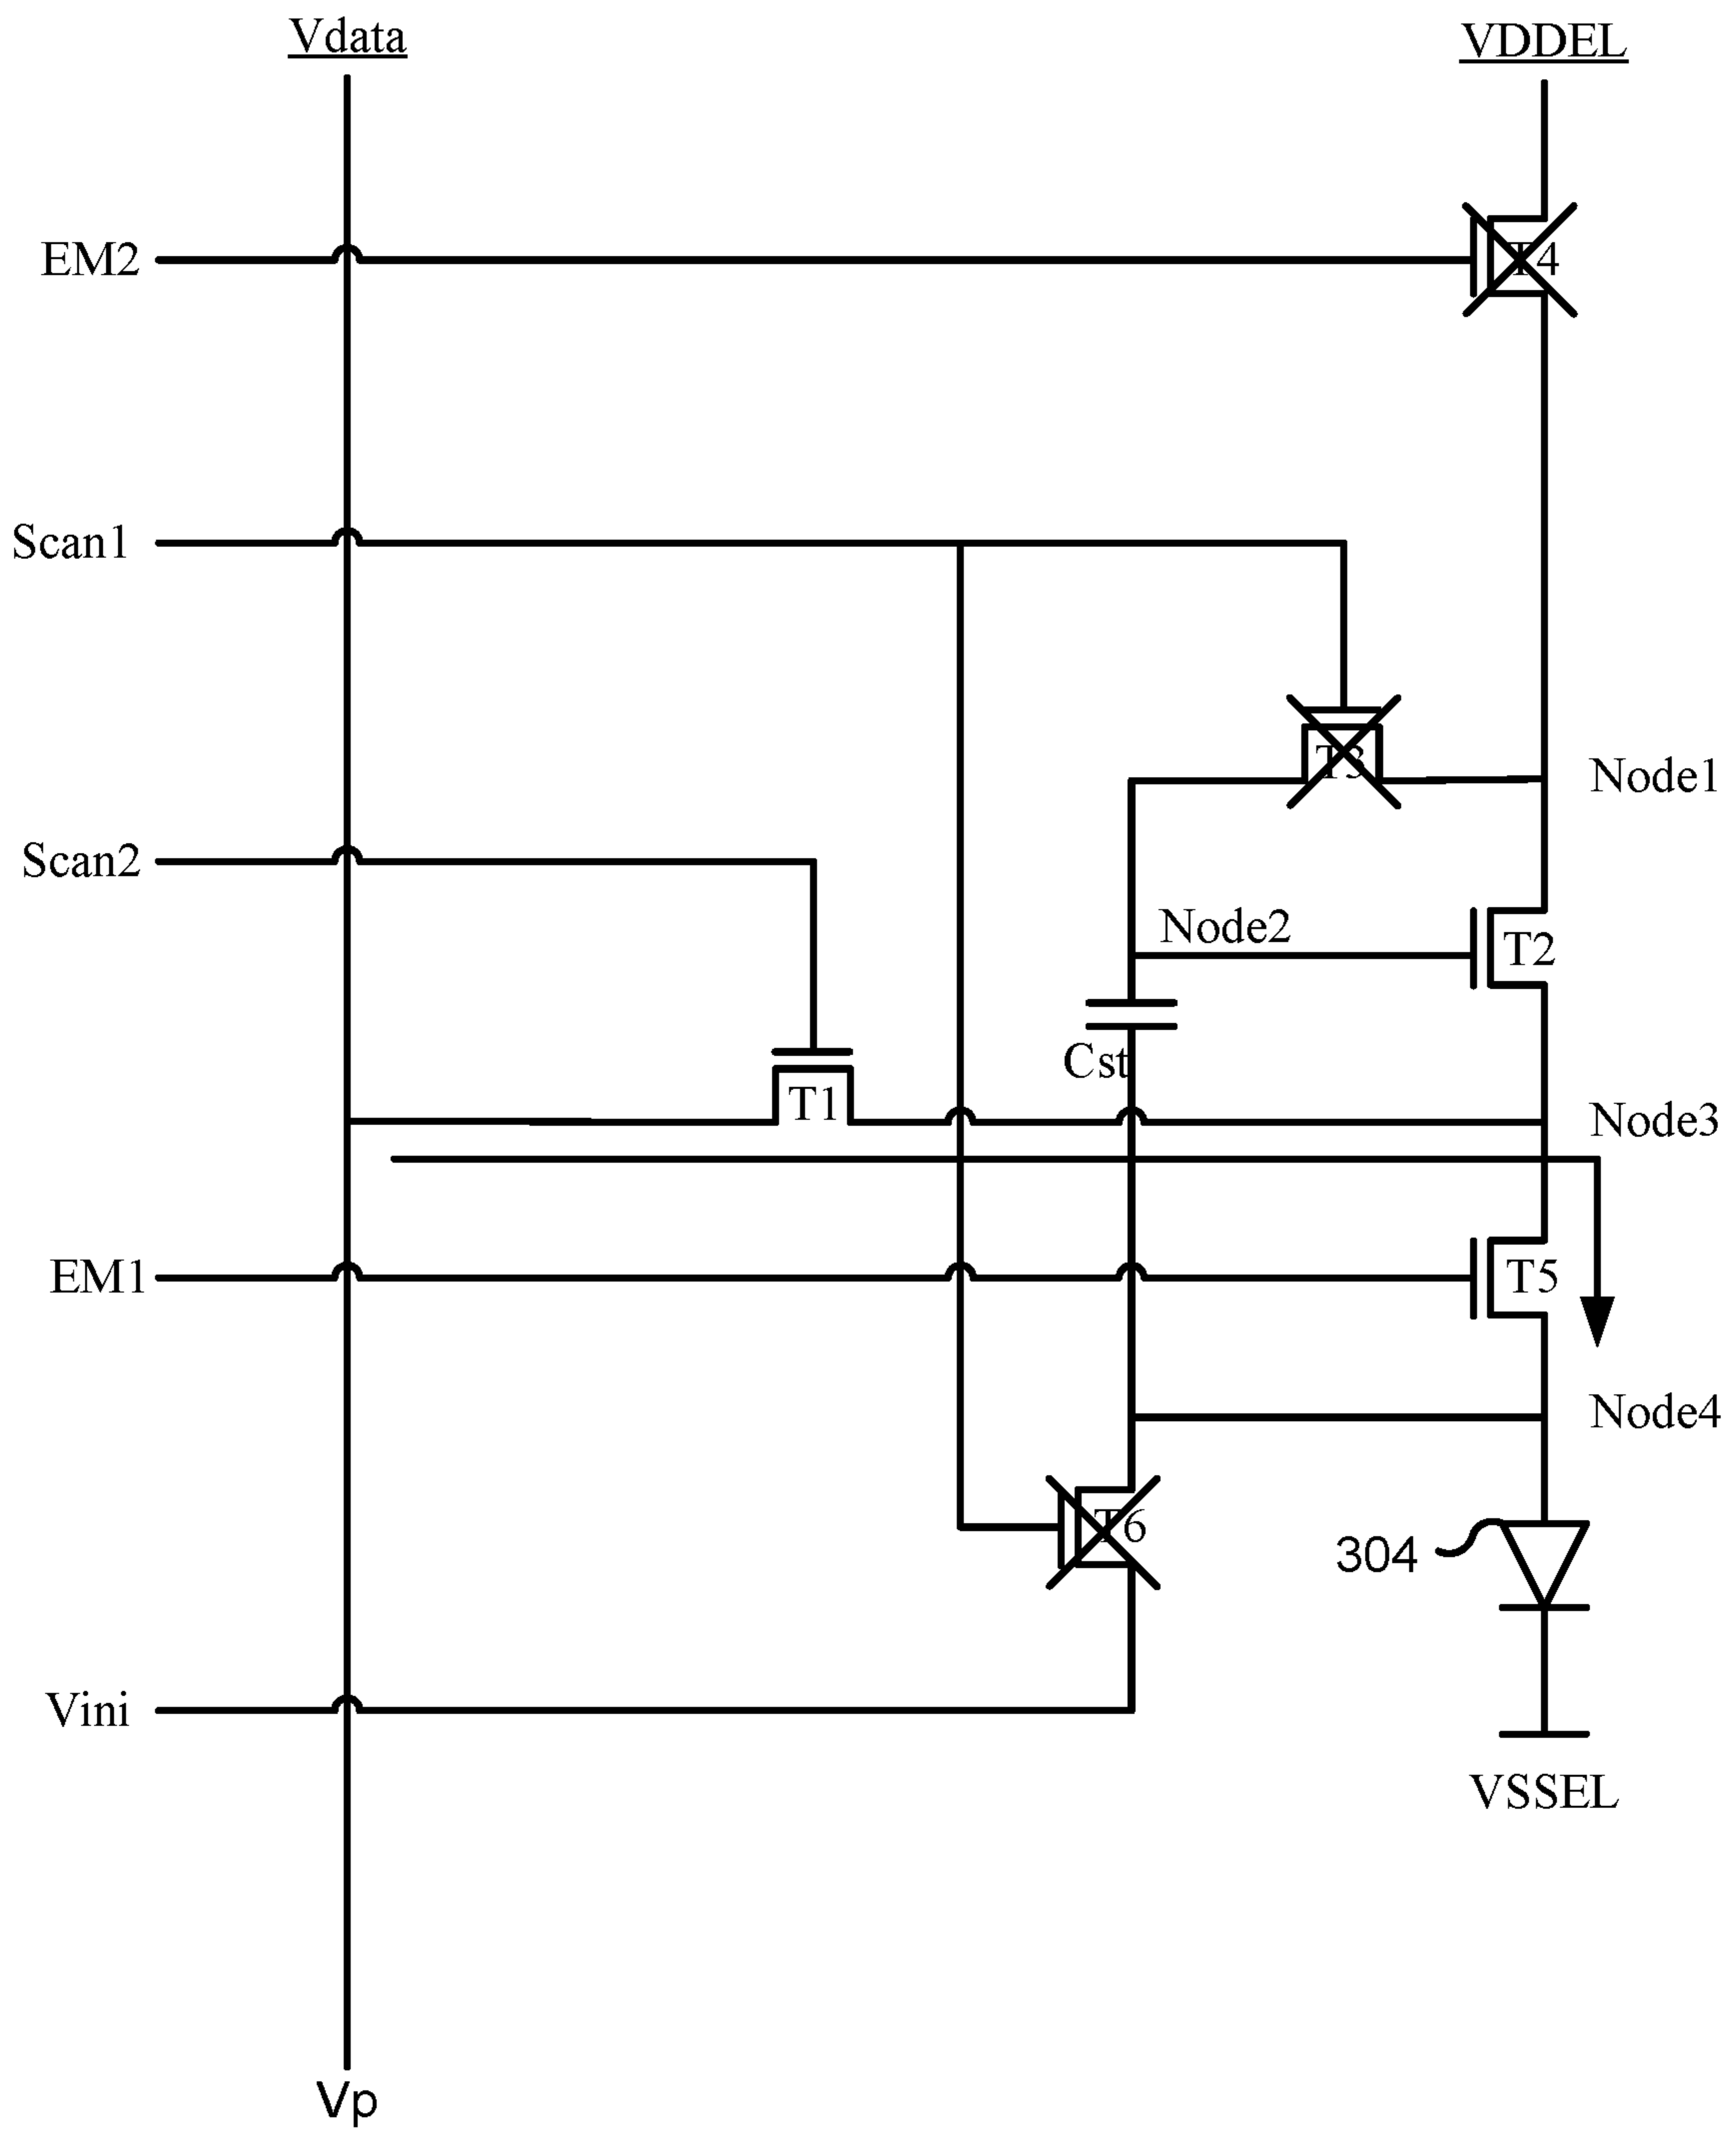 Vdata
VDDEL
EM2
T4
Scan1
T3
Node1
Scan2
Node2
T2
Cst
T1
Node3
EM1
T5
Node4
T6
304
Vini
VSSEL
Vp